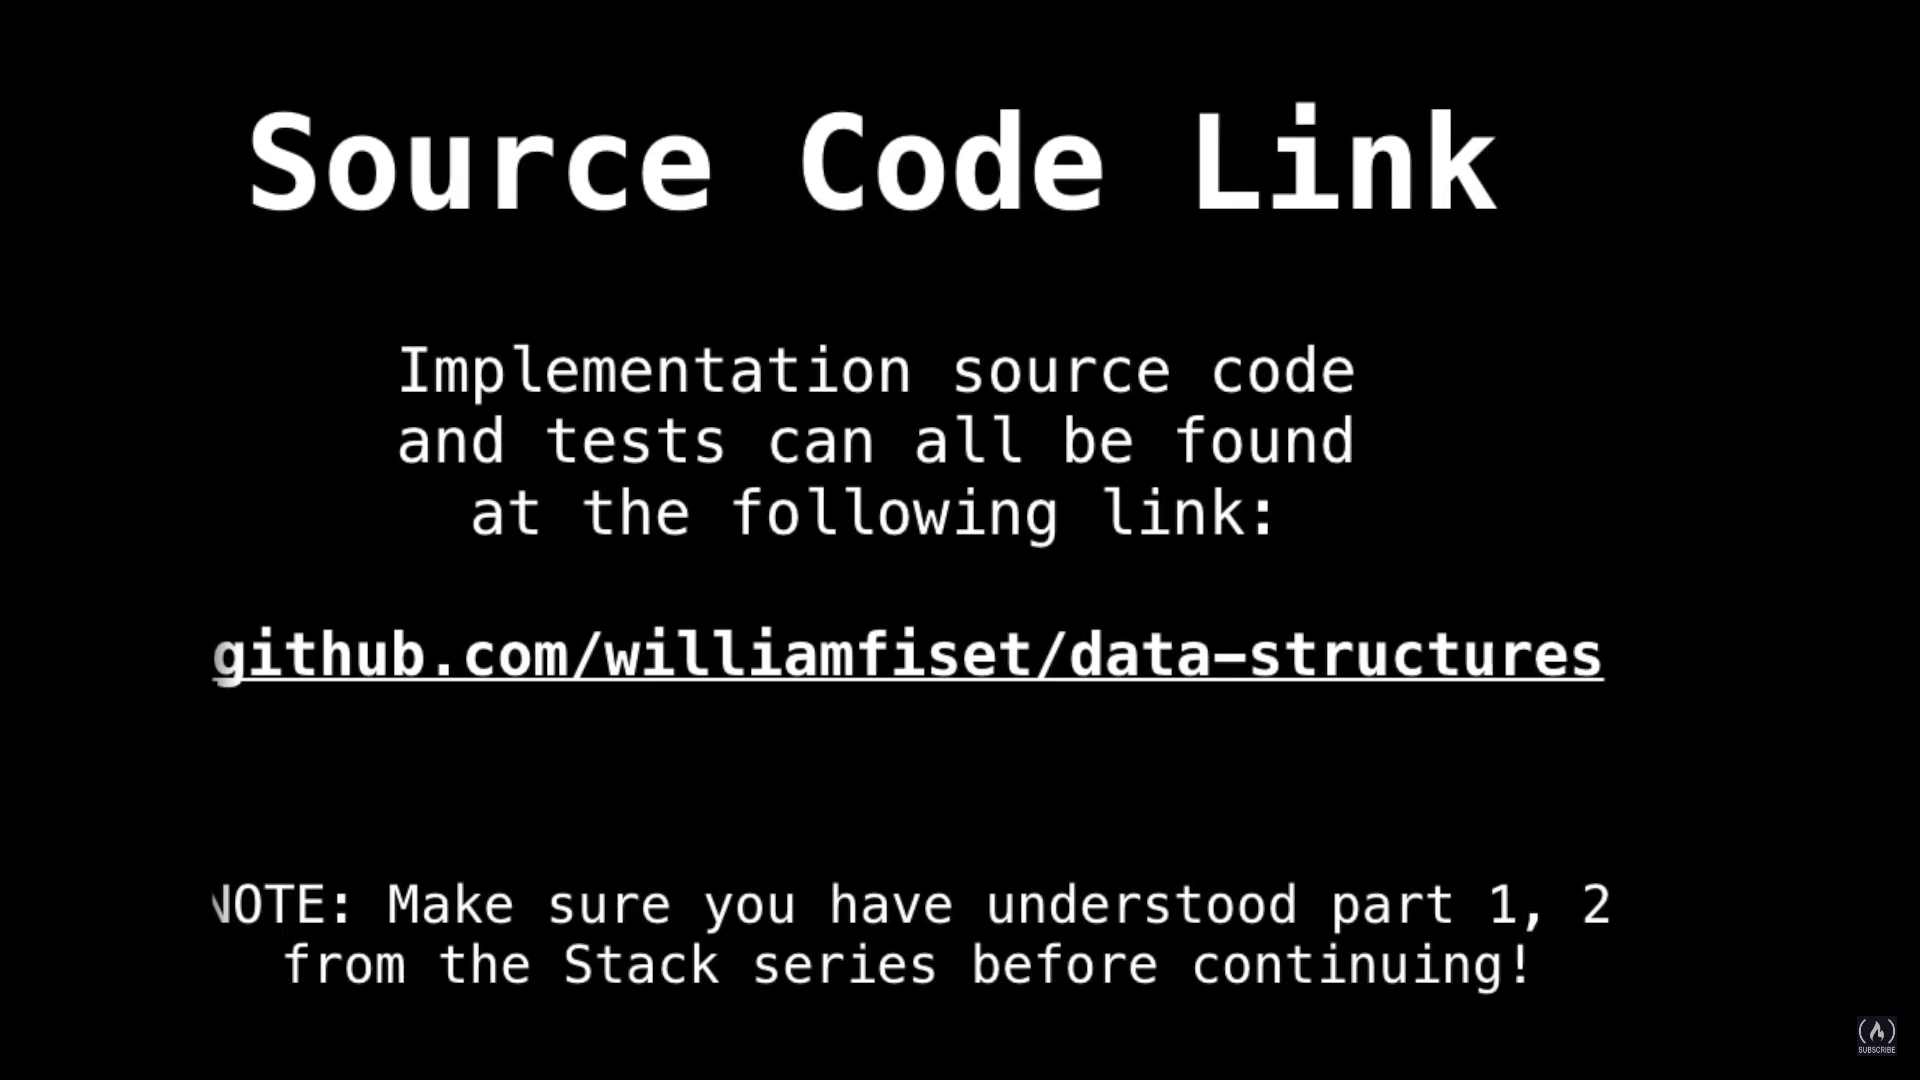 Source Code Link
Implementation source code
and tests can all be found
at the following link:
github.com/williamfiset/data-structures
NOTE: Make sure you have understood part 1, 2
from the Stack series before continuing!
SUBSCRIBE